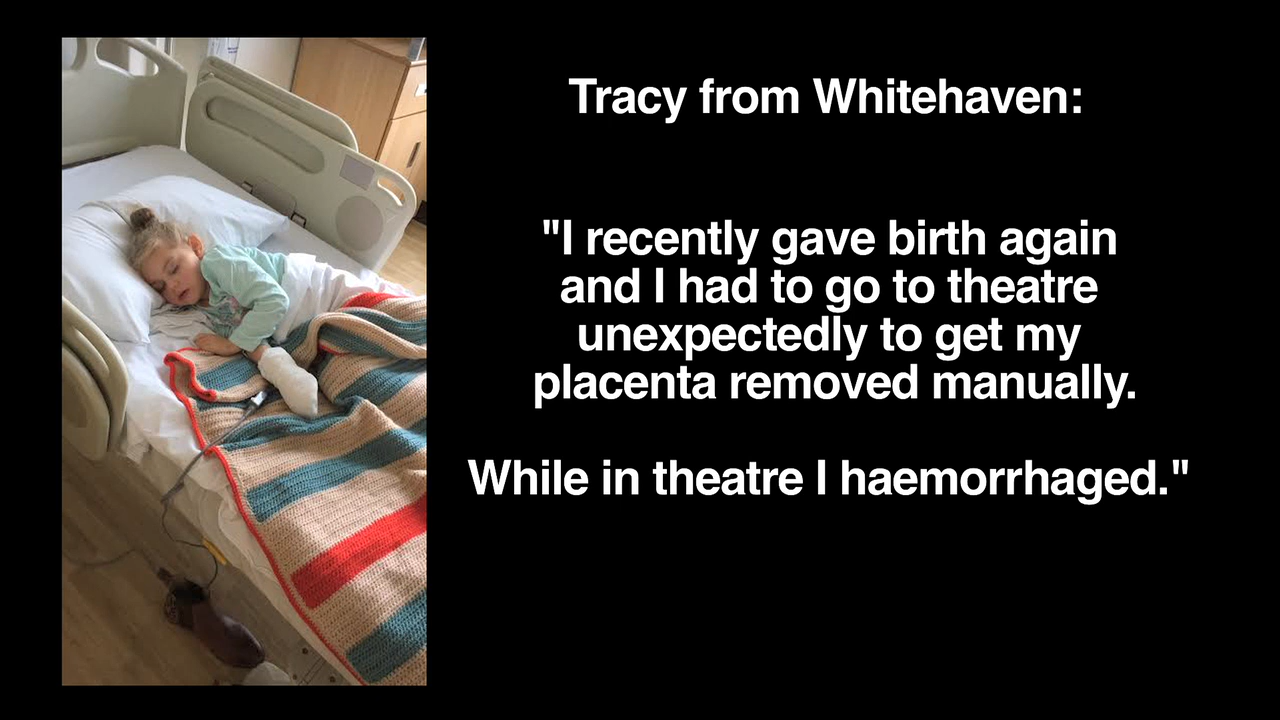 Tracy from Whitehaven:
"I recently gave birth again
and I had to go to theatre
unexpectedly to get my
placenta removed manually.
While in theatre I haemorrhaged."